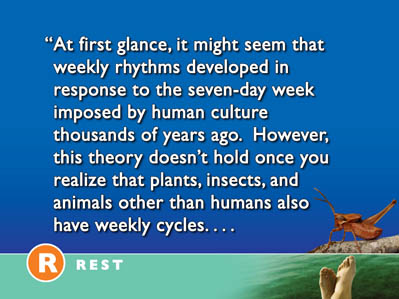 “At first glance, it might seem that
weekly rhythms developed in
response to the seven-day week
imposed by human culture
thousands of years ago.  However,
this theory doesn’t hold once you
realize that plants, insects, and
animals other than humans also
have weekly cycles. . . .
R REST